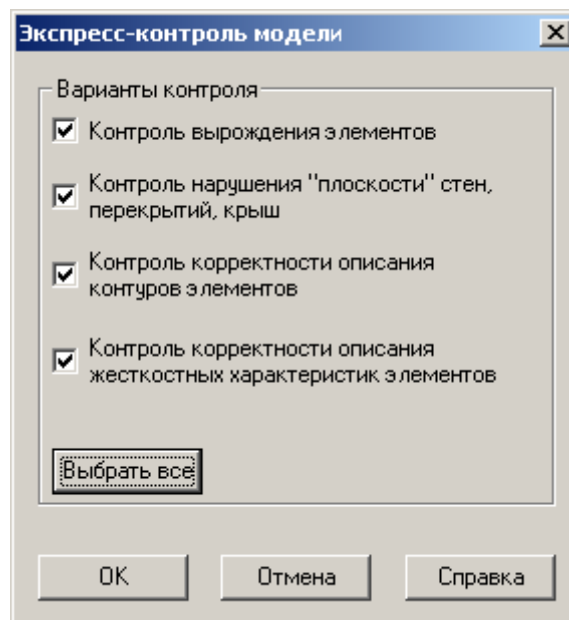 Экспресс-контроль модели
Варианты контроля
Контроль вырождения элементов
Контроль нарушения "плоскости" стен,
перекрытий, крыш
Контроль корректности описания
контуров элементов
Контроль корректности описания
жесткостных характеристик элементов
Выбрать все
ОК Отмена Справка